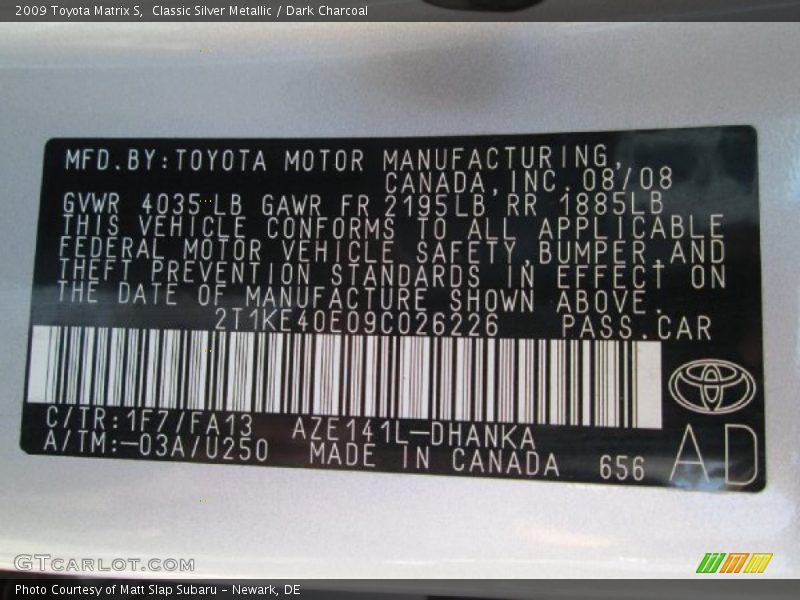 2009 Toyota Matrix S,  Classic Silver Metallic / Dark Charcoal
MFD.BY:TOYOTA MOTOR MANUFACTURING,
CANADA,INC.08/08
GVWR 4035 LB GAWR FR 2195LB RR 1885LB
THIS VEHICLE CONFORMS TO ALL APPLICABLE
FEDERAL MOTOR VEHICLE SAFETY,BUMPER,AND
THEFT PREVENTION STANDARDS IN EFFECT ON
THE DATE OF MANUFACTURE SHOWN ABOVE.
2T1KE40E09C026226 PASS.CAR
C/TR:1F7/FA13 AZE141L-DHANKA
A/TM:-03A/U250 MADE IN CANADA 656 AD
GTCARLOT.COM
Photo Courtesy of Matt Slap Subaru - Newark, DE